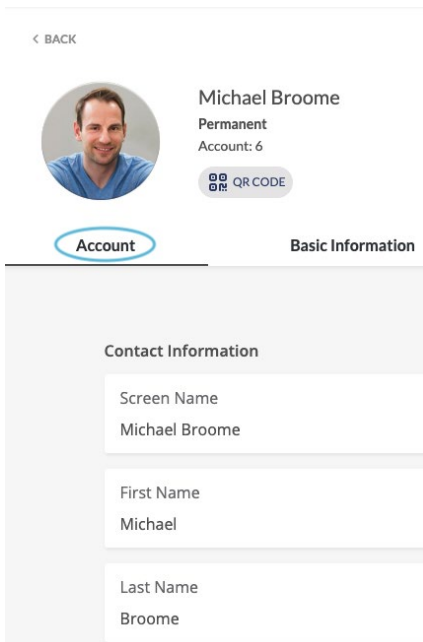 < BACK
Michael Broome
Permanent
Account: 6
QR CODE
Account Basic Information
Contact Information
Screen Name
Michael Broome
First Name
Michael
Last Name
Broome